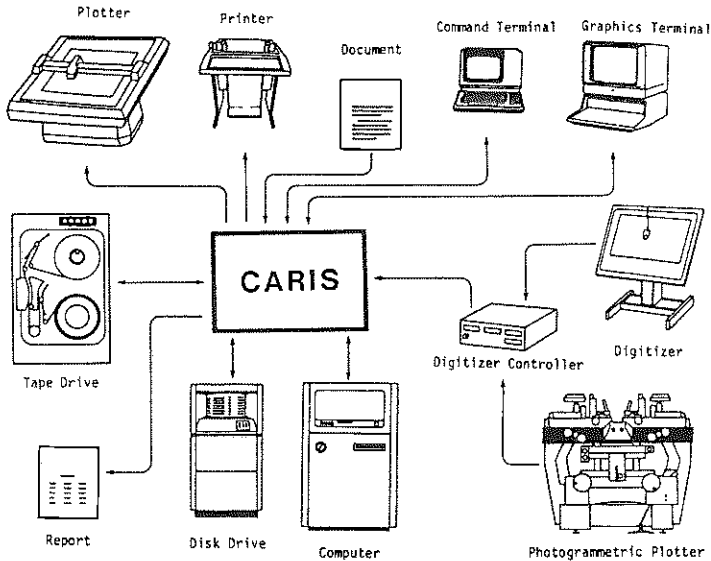 Plotter
Printer
Document
Command Terminal
Graphics Terminal
CARIS
Tape Drive
Digitizer Controller
Digitizer
Report
Disk Drive
Computer
Photogrammetric Plotter